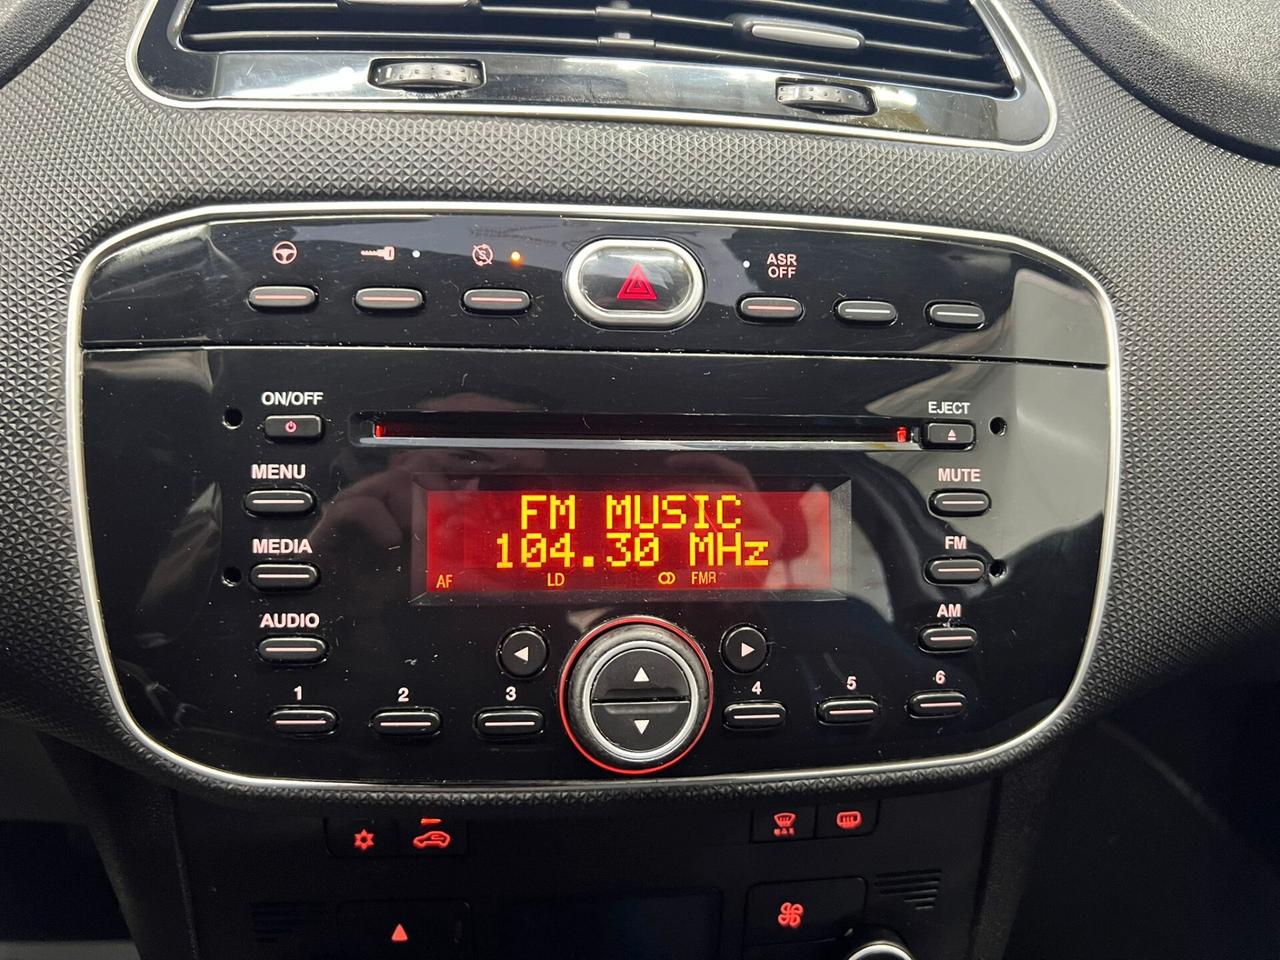 S
ASR
OFF
ON/OFF
EJECT
MENU
MUTE
FM MUSIC
104.30 MHz
MEDIA
FM
AF
LD
AUDIO
AM
1
2
3
4
5
6
MAX